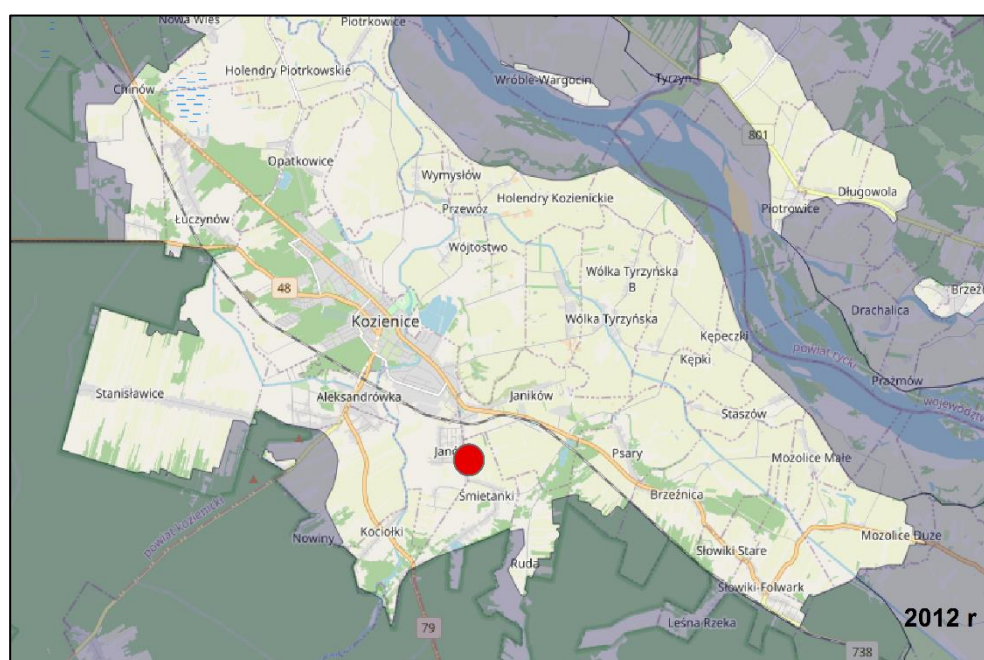 Nowa Wieś
Piotrkowice
Holendry Piotrkowskie
Wróble-Wargocin
Tyrzyn
Chinów
801
Opatkowice
Wymysłów
Holendry Kozienickie
Długowola
Przewóz
Piotrowice
Łuczynów
Wójtostwo
Wólka Tyrzyńska
B
48
Drachalica
Kozienice
Wólka Tyrzyńska
Kępeczki
powiat rycki
Kępki
Prażmów
Stanisławice
Aleksandrówka
Janików
Staszów
Psary
Mozolice Małe
Śmietanki
Brzeźnica
powiat kozienicki
Kociołki
Nowiny
Mozolice Duże
Słowiki Stare
Ruda
Słowiki-Folwark
2012 r
79
Leśna Rzeka
738